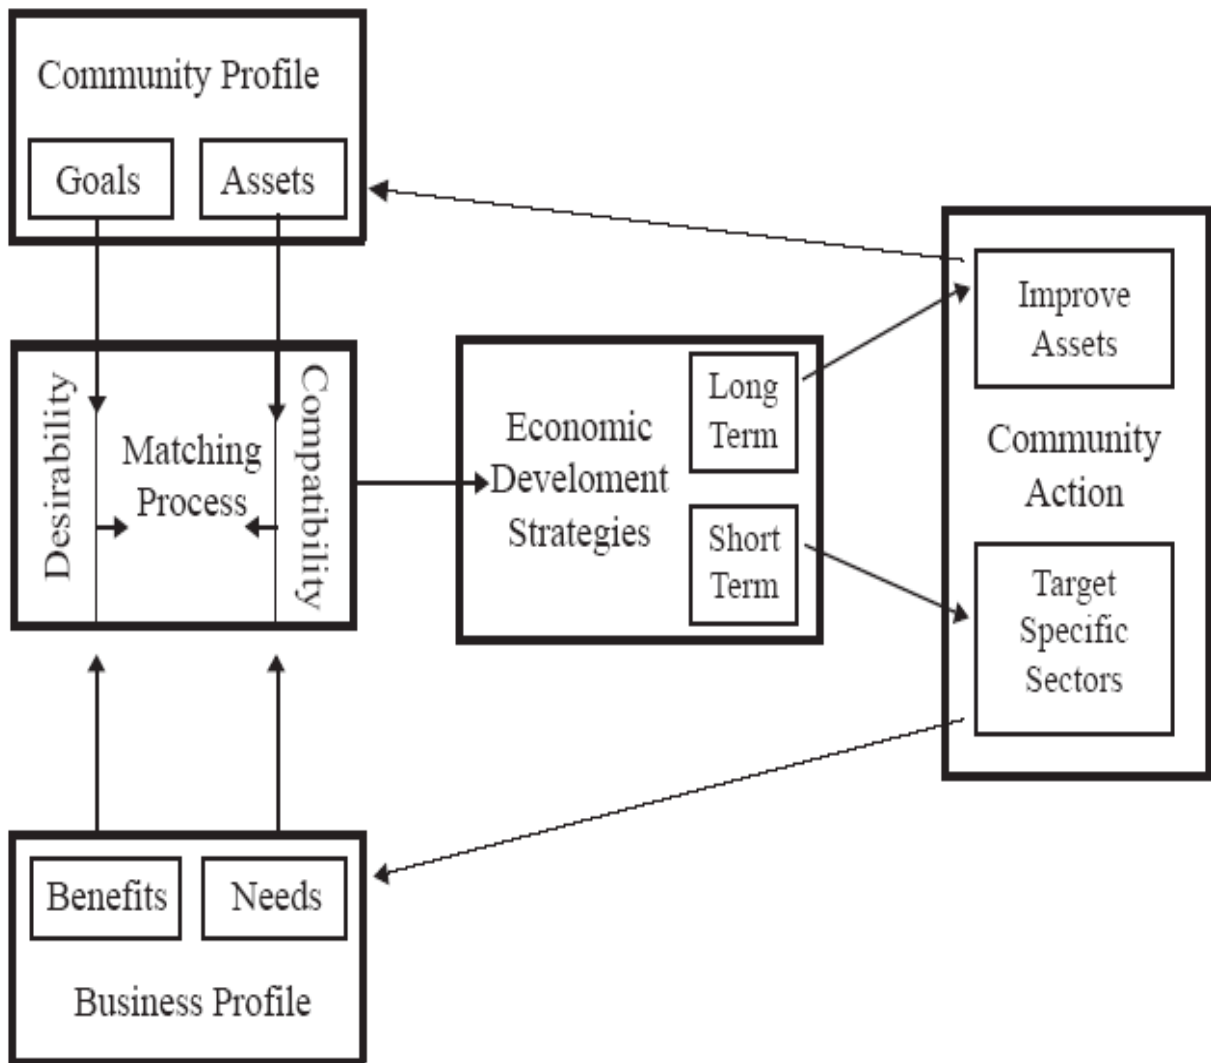 Community Profile
Goals
Assets
Desirability
Matching
Process
Compatibility
Economic
Develoment
Strategies
Long
Term
Short
Term
Improve
Assets
Community
Action
Target
Specific
Sectors
Benefits
Needs
Business Profile